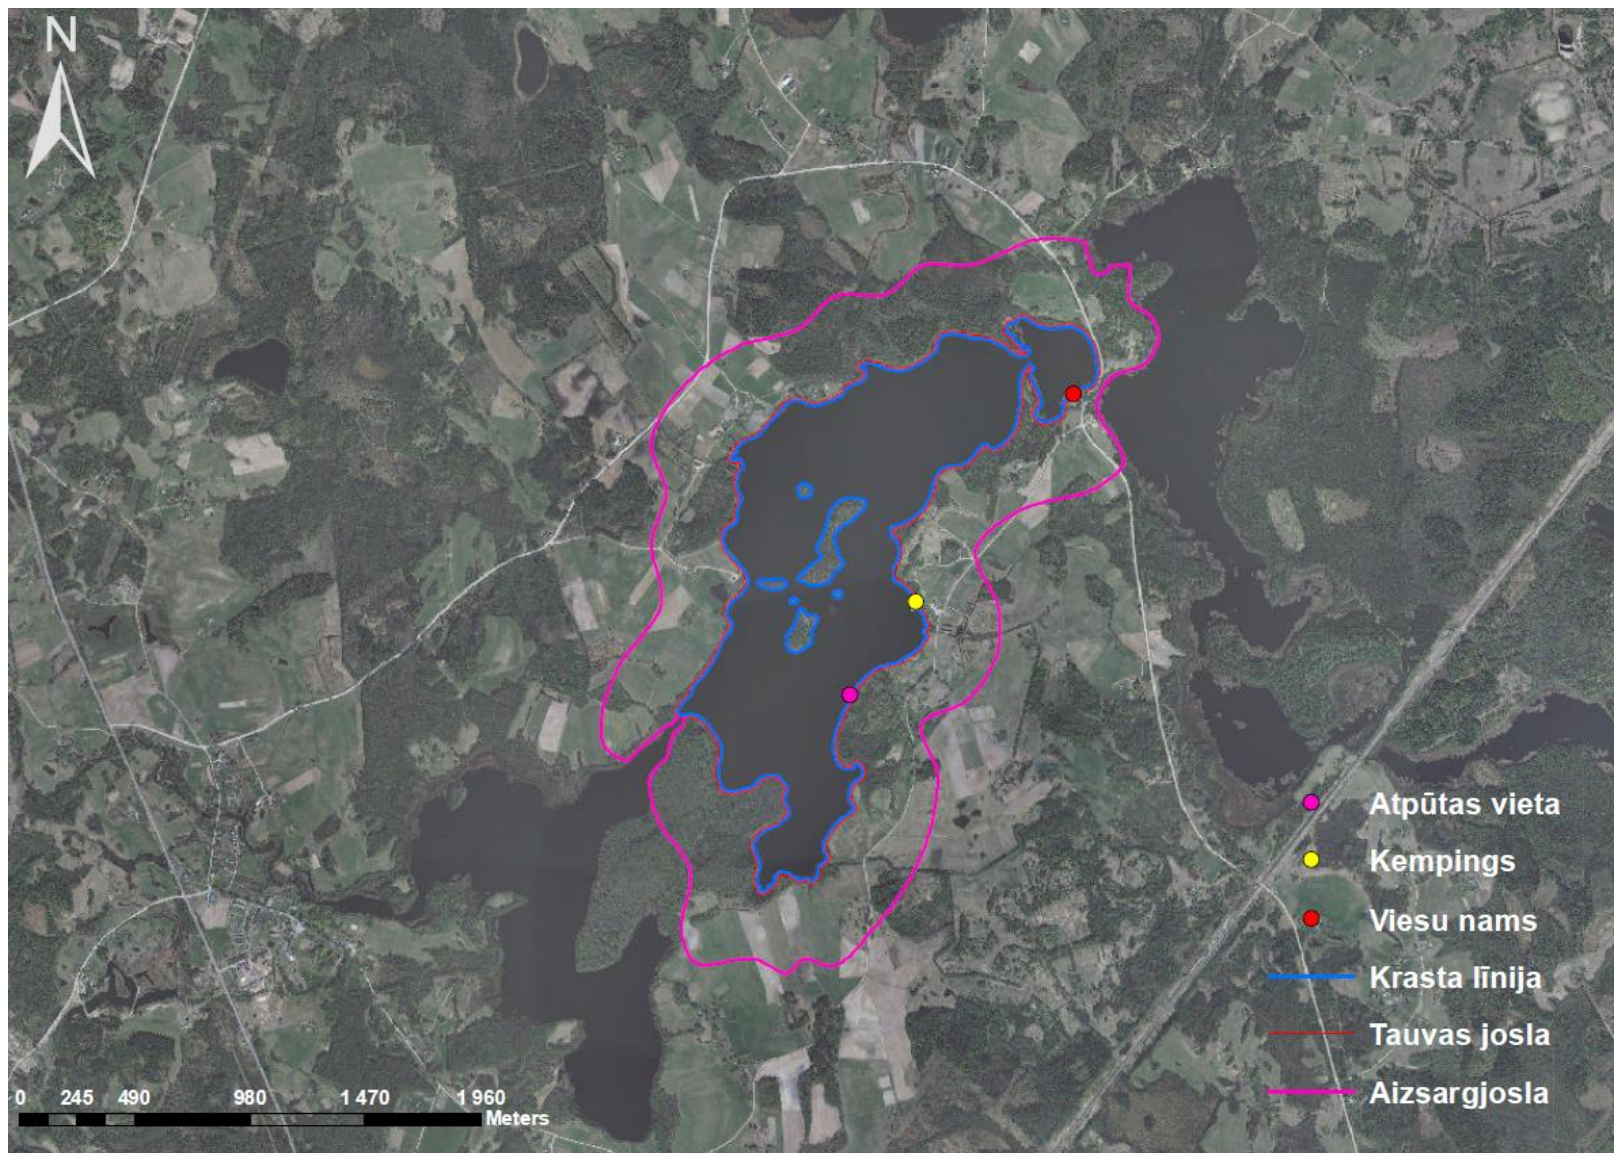 N
Atpūtas vieta
Kempings
Viesu nams
Krasta līnija
Tauvas josla
Aizsargjosla
0 245 490 980 1 470 1 960
Meters